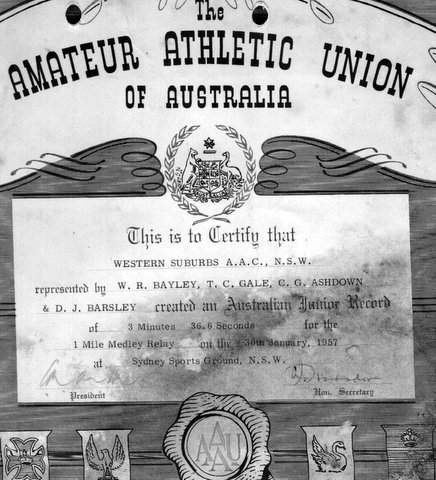 The
AMATEUR ATHLETIC UNION
OF AUSTRALIA
This is to Certify that
WESTERN SUBURBS A.A.C., N.S.W.
represented by W. R. BAYLEY, T. C. GALE, C. G. ASHDOWN
& D. J. BARSLEY created an Australian Junior Record
of 3 Minutes 36.6 Seconds for the
1 Mile Medley Relay on the 30th January, 1957
at Sydney Sports Ground, N.S.W.
President Hon. Secretary
AAU